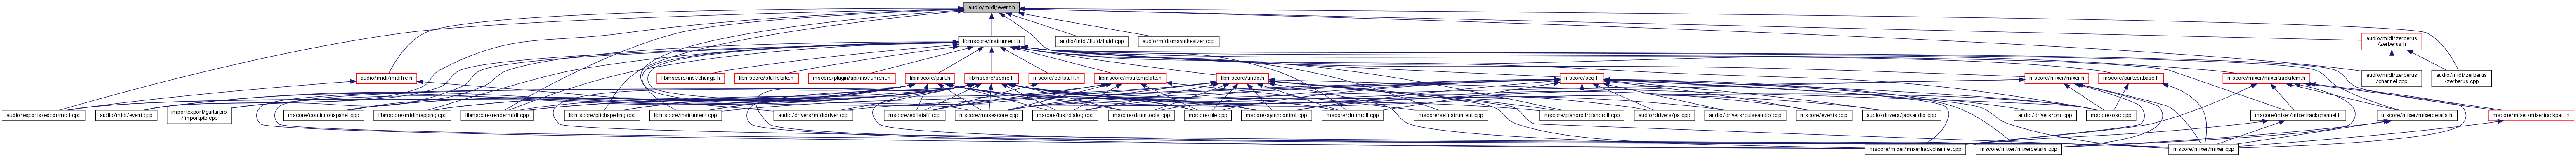 audio/midi/event.h
libmscore/instrument.h
audio/midi/fluid/fluid.cpp
audio/midi/msynthesizer.cpp
audio/midi/zerberus
/zerberus.h
audio/midi/midifile.h
libmscore/instrchange.h
libmscore/staffstate.h
mscore/plugin/api/instrument.h
libmscore/part.h
libmscore/score.h
mscore/editstaff.h
libmscore/instrtemplate.h
libmscore/undo.h
mscore/seq.h
mscore/mixer/mixer.h
mscore/parteditbase.h
mscore/mixer/mixertrackitem.h
audio/midi/zerberus
/channel.cpp
audio/midi/zerberus
/zerberus.cpp
audio/exports/exportmidi.cpp
audio/midi/event.cpp
importexport/guitarpro
/importptb.cpp
mscore/continuouspanel.cpp
libmscore/midimapping.cpp
libmscore/rendermidi.cpp
libmscore/pitchspelling.cpp
libmscore/instrument.cpp
audio/drivers/mididriver.cpp
mscore/editstaff.cpp
mscore/musescore.cpp
mscore/instrdialog.cpp
mscore/drumtools.cpp
mscore/file.cpp
mscore/synthcontrol.cpp
mscore/drumroll.cpp
mscore/selinstrument.cpp
mscore/pianoroll/pianoroll.cpp
audio/drivers/pa.cpp
audio/drivers/pulseaudio.cpp
mscore/events.cpp
audio/drivers/jackaudio.cpp
audio/drivers/pm.cpp
mscore/osc.cpp
mscore/mixer/mixertrackchannel.h
mscore/mixer/mixerdetails.h
mscore/mixer/mixertrackpart.h
mscore/mixer/mixertrackchannel.cpp
mscore/mixer/mixerdetails.cpp
mscore/mixer/mixer.cpp